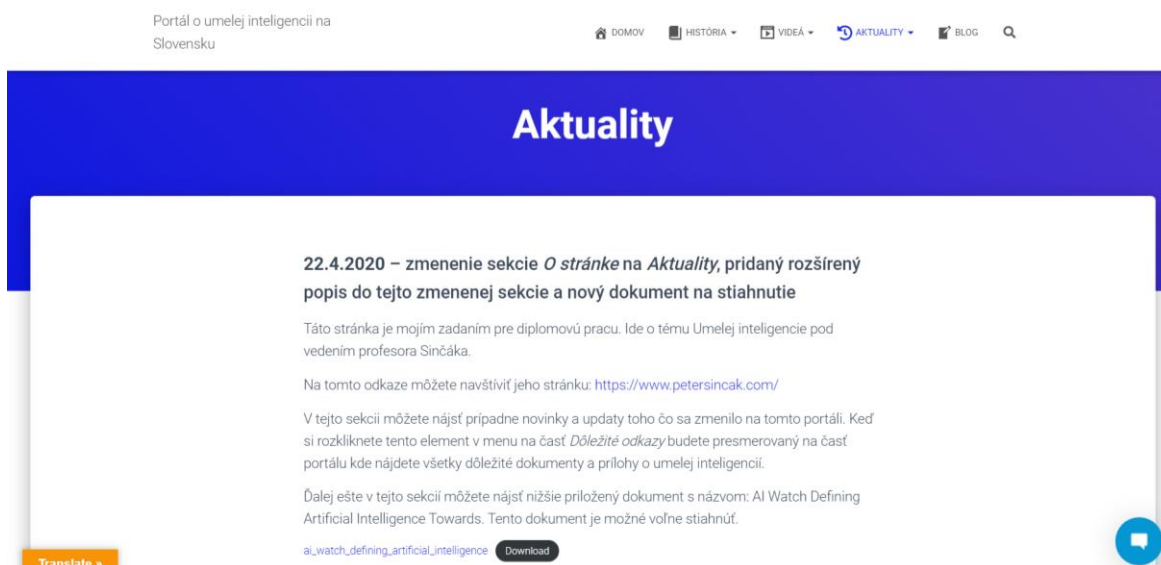 Portál o umelej inteligencii na
Slovensku
DOMOV
HISTÓRIA
VIDEÁ
AKTUALITY
BLOG
Aktuality
22.4.2020 – zmenenie sekcie O stránke na Aktuality, pridaný rozšírený
popis do tejto zmenenej sekcie a nový dokument na stiahnutie
Táto stránka je mojím zadaním pre diplomovú pracu. Ide o tému Umelej inteligencie pod
vedením profesora Sinčáka.
Na tomto odkaze môžete navštíviť jeho stránku: https://www.petersincak.com/
V tejto sekcii môžete nájsť prípadne novinky a updaty toho čo sa zmenilo na tomto portáli. Keď
si rozkliknete tento element v menu na časť Dôležité odkazy budete presmerovaný na časť
portálu kde nájdete všetky dôležité dokumenty a prílohy o umelej inteligencií.
Ďalej ešte v tejto sekcií môžete nájsť nižšie priložený dokument s názvom: AI Watch Defining
Artificial Intelligence Towards. Tento dokument je možné voľne stiahnúť.
ai_watch_defining_artificial_intelligence Download
Translate »